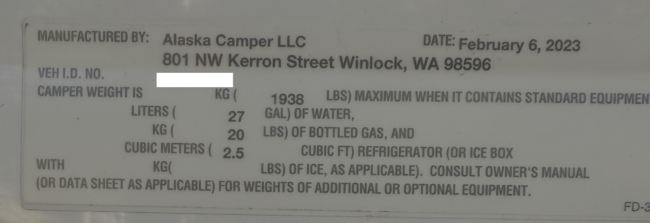 MANUFACTURED BY: Alaska Camper LLC DATE: February 6, 2023
801 NW Kerron Street Winlock, WA 98596
VEH I.D. NO.
CAMPER WEIGHT IS KG ( 1938 LBS) MAXIMUM WHEN IT CONTAINS STANDARD EQUIPMEN
LITERS ( 27 GAL) OF WATER,
KG ( 20 LBS) OF BOTTLED GAS, AND
CUBIC METERS ( 2.5 CUBIC FT) REFRIGERATOR (OR ICE BOX
WITH KG( LBS) OF ICE, AS APPLICABLE). CONSULT OWNER'S MANUAL
(OR DATA SHEET AS APPLICABLE) FOR WEIGHTS OF ADDITIONAL OR OPTIONAL EQUIPMENT.
FD-3